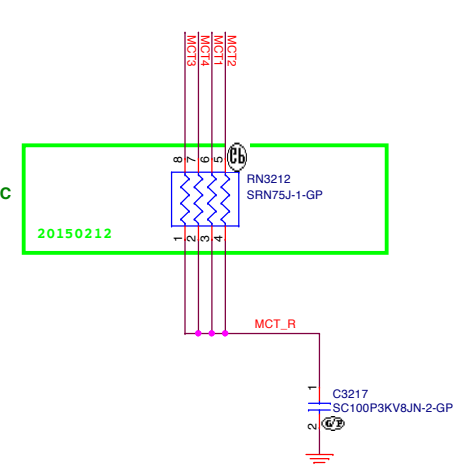 MCT3
MCT4
MCT1
MCT2
8
7
6
5
RN3212
SRN75J-1-GP
C
20150212
1
2
3
4
MCT_R
1
C3217
SC100P3KV8JN-2-GP
2